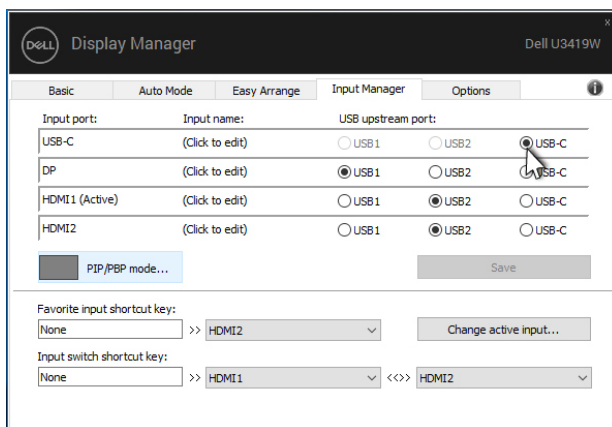 DELL Display Manager Dell U3419W
x
Basic Auto Mode Easy Arrange Input Manager Options i
Input port: Input name: USB upstream port:
USB-C (Click to edit) USB1 USB2 USB-C
DP (Click to edit) USB1 USB2 USB-C
HDMI1 (Active) (Click to edit) USB1 USB2 USB-C
HDMI2 (Click to edit) USB1 USB2 USB-C
PIP/PBP mode... Save
Favorite input shortcut key:
None >> HDMI2 Change active input...
Input switch shortcut key:
None >> HDMI1 <<>> HDMI2